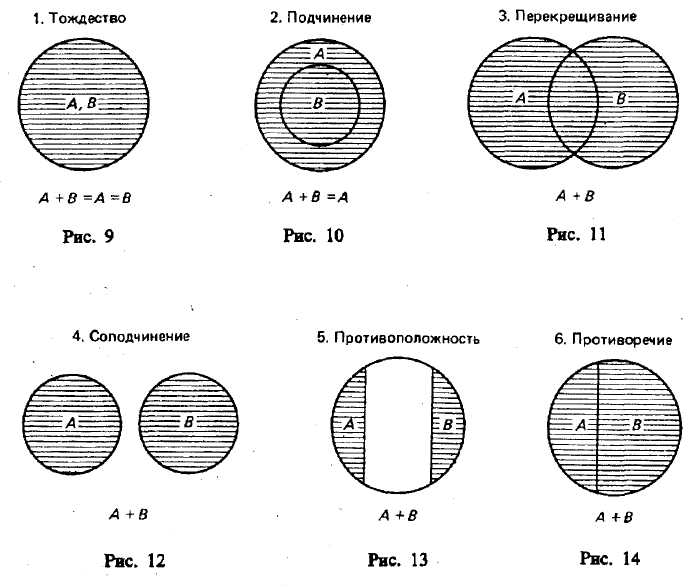 1. Тождество
2. Подчинение
3. Перекрещивание
A, B
A
B
A
B
A + B = A = B
A + B = A
A + B
Рис. 9
Рис. 10
Рис. 11
4. Соподчинение
5. Противоположность
6. Противоречие
A
B
A
B
A
B
A + B
A + B
A + B
Рис. 12
Рис. 13
Рис. 14